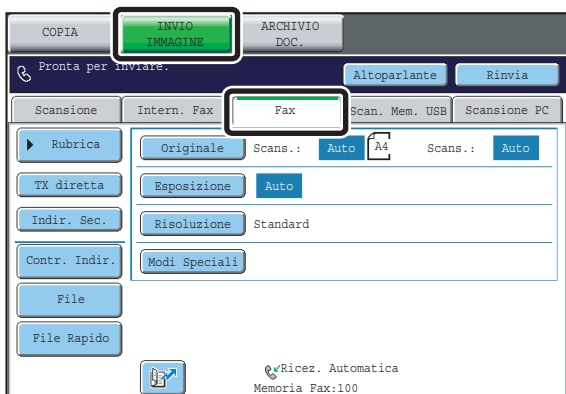 COPIA
INVIO
IMMAGINE
ARCHIVIO
DOC.
Pronta per inviare.
Altoparlante
Rinvia
Scansione
Intern. Fax
Fax
Scan. Mem. USB
Scansione PC
Rubrica
Originale
Scans.:
Auto
A4
Scans.:
Auto
TX diretta
Esposizione
Auto
Indir. Sec.
Risoluzione
Standard
Contr. Indir.
Modi Speciali
File
File Rapido
Ricez. Automatica
Memoria Fax:100